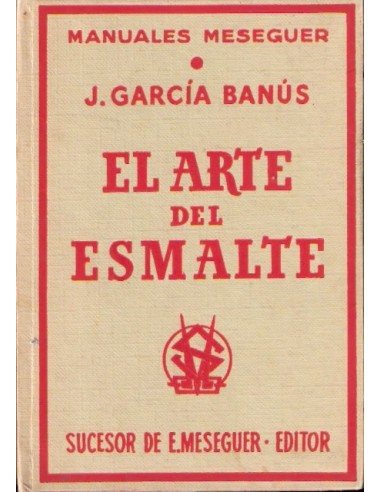 MANUALES MESEGUER
J. GARCÍA BANÚS
EL ARTE
DEL
ESMALTE
SUCESOR DE E. MESEGUER · EDITOR